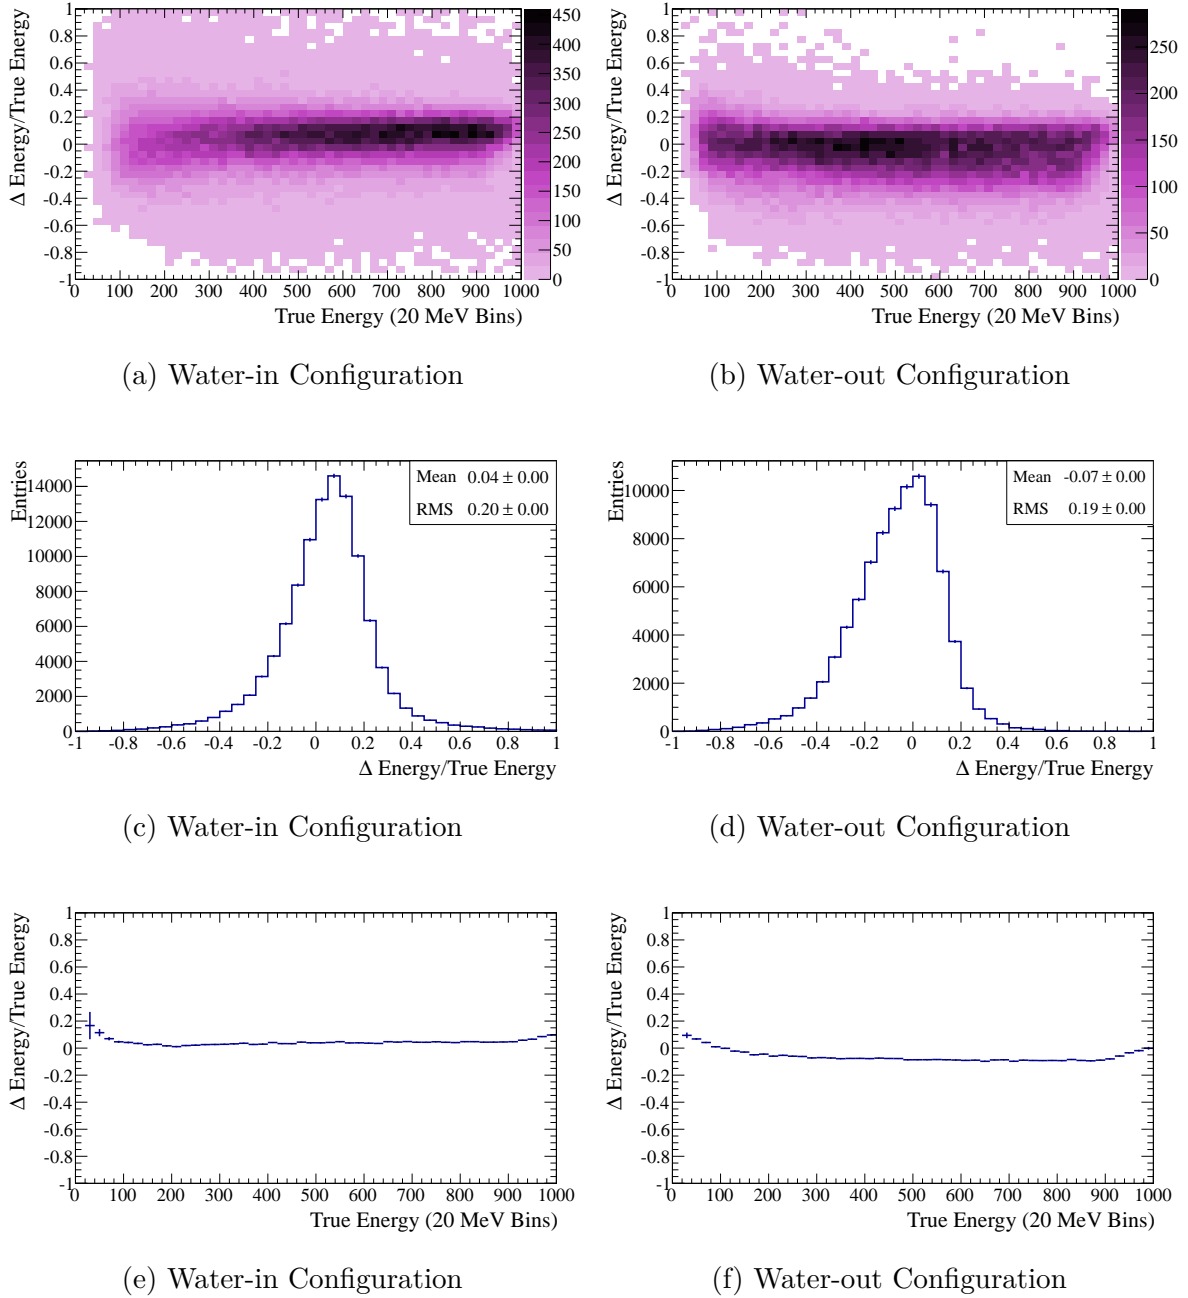 Δ Energy/True Energy
1
0.8
0.6
0.4
0.2
0
-0.2
-0.4
-0.6
-0.8
-1
0 100 200 300 400 500 600 700 800 900 1000
True Energy (20 MeV Bins)
450
400
350
300
250
200
150
100
50
0
(a) Water-in Configuration
Δ Energy/True Energy
1
0.8
0.6
0.4
0.2
0
-0.2
-0.4
-0.6
-0.8
-1
0 100 200 300 400 500 600 700 800 900 1000
True Energy (20 MeV Bins)
250
200
150
100
50
0
(b) Water-out Configuration
Entries
14000
12000
10000
8000
6000
4000
2000
0
Mean 0.04 ± 0.00
RMS 0.20 ± 0.00
-1 -0.8 -0.6 -0.4 -0.2 0 0.2 0.4 0.6 0.8 1
Δ Energy/True Energy
(c) Water-in Configuration
Entries
10000
8000
6000
4000
2000
0
Mean -0.07 ± 0.00
RMS 0.19 ± 0.00
-1 -0.8 -0.6 -0.4 -0.2 0 0.2 0.4 0.6 0.8 1
Δ Energy/True Energy
(d) Water-out Configuration
Δ Energy/True Energy
1
0.8
0.6
0.4
0.2
0
-0.2
-0.4
-0.6
-0.8
-1
0 100 200 300 400 500 600 700 800 900 1000
True Energy (20 MeV Bins)
(e) Water-in Configuration
Δ Energy/True Energy
1
0.8
0.6
0.4
0.2
0
-0.2
-0.4
-0.6
-0.8
-1
0 100 200 300 400 500 600 700 800 900 1000
True Energy (20 MeV Bins)
(f) Water-out Configuration